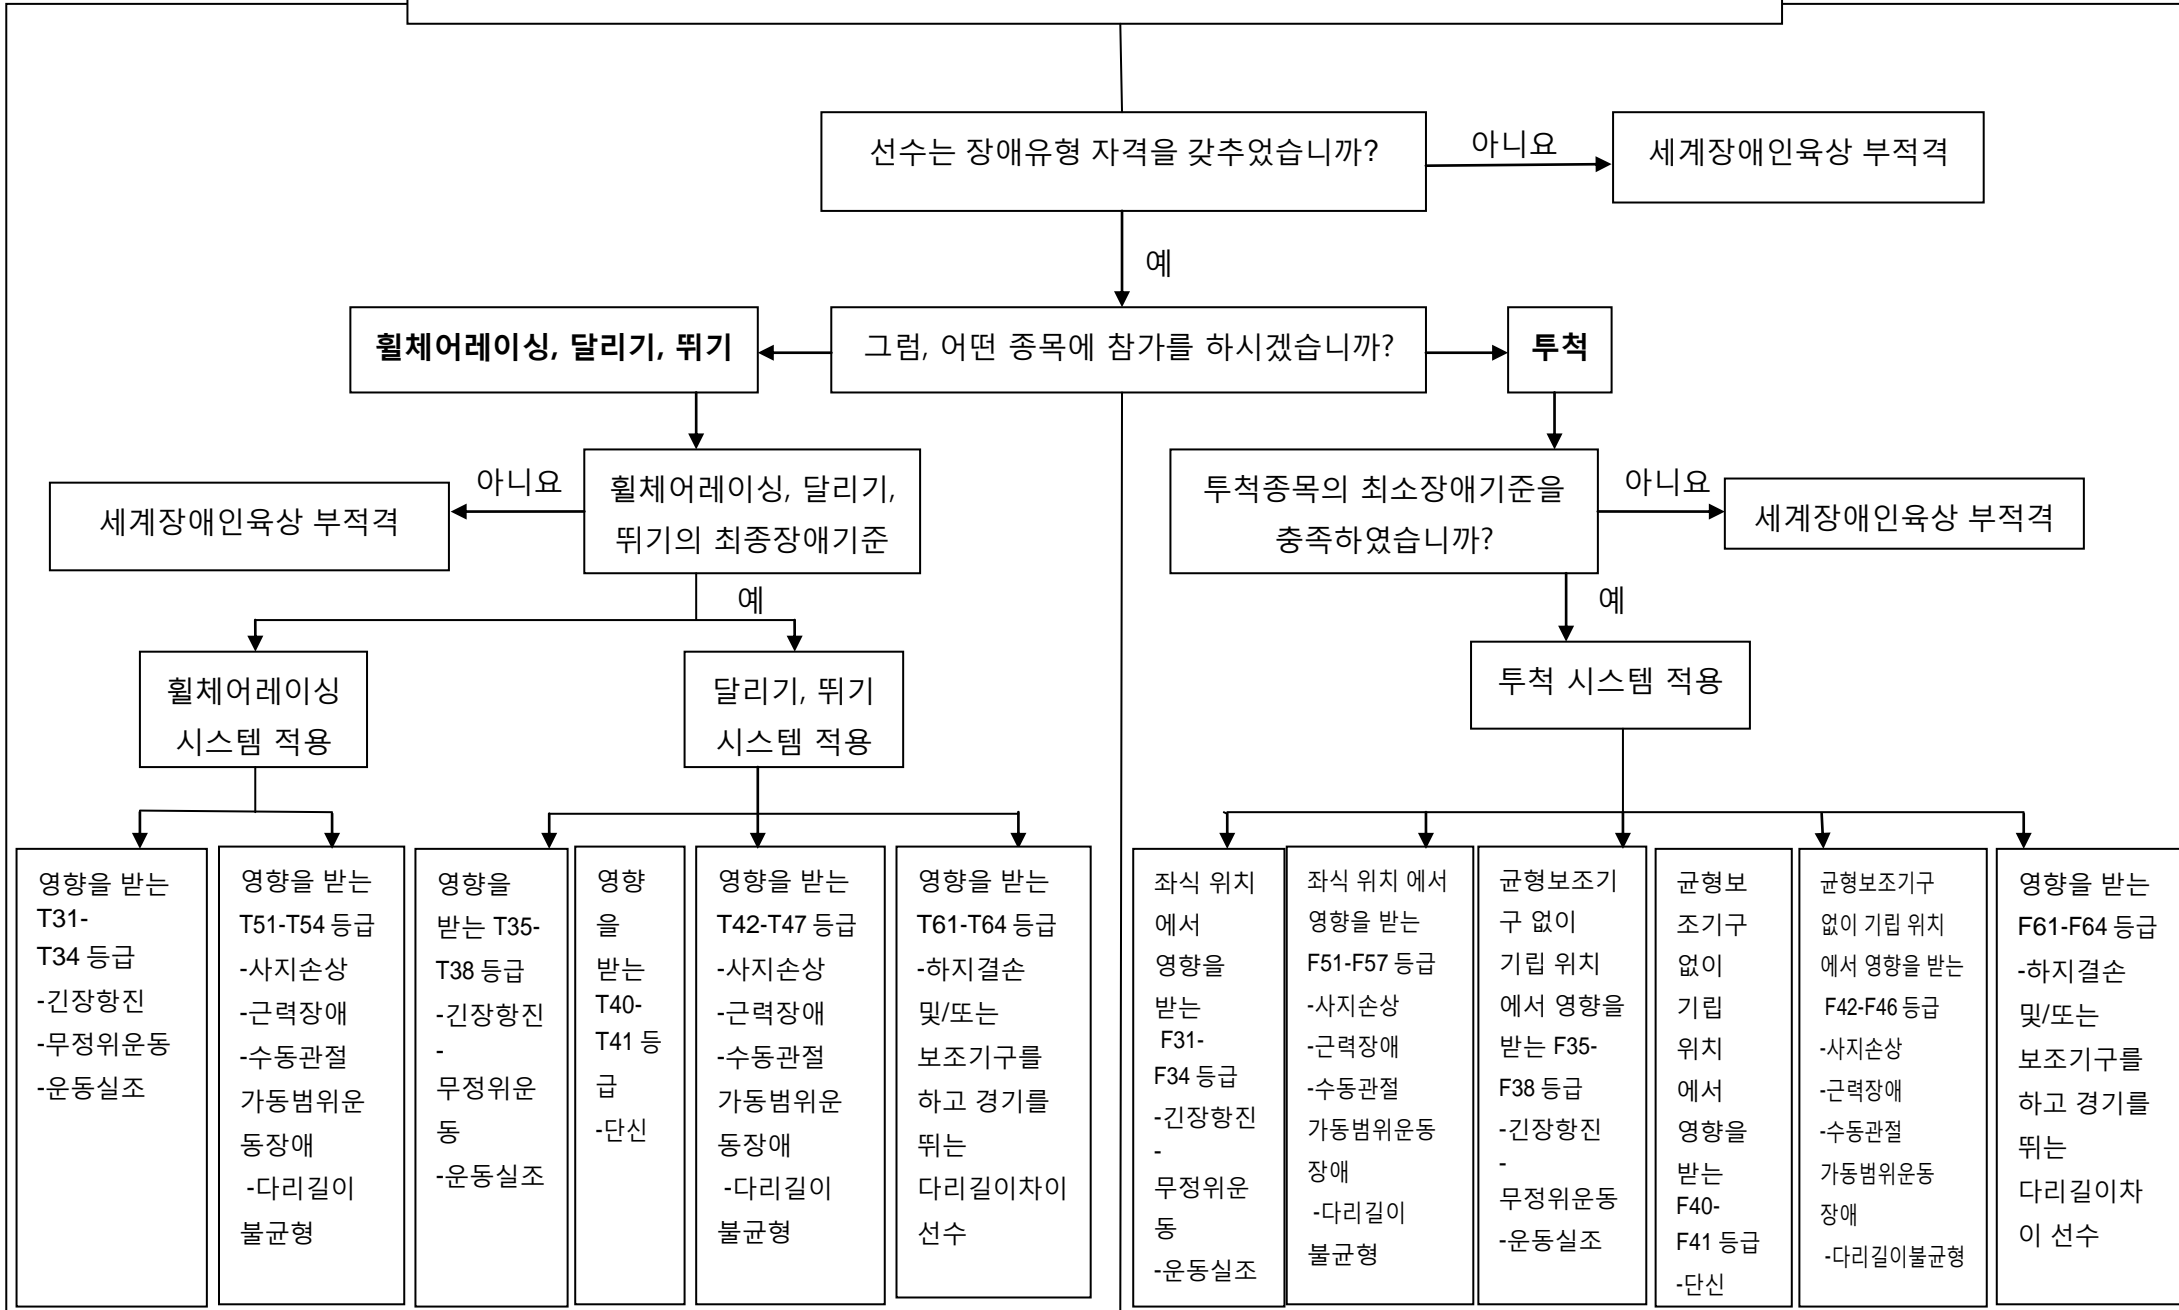 선수는 장애유형 자격을 갖추었습니까?
아니요
세계장애인육상 부적격
예
휠체어레이싱, 달리기, 뛰기
그럼, 어떤 종목에 참가를 하시겠습니까?
투척
세계장애인육상 부적격
아니요
휠체어레이싱, 달리기,
뛰기의 최종장애기준
투척종목의 최소장애기준을
충족하였습니까?
아니요
세계장애인육상 부적격
예
예
휠체어레이싱
시스템 적용
달리기, 뛰기
시스템 적용
투척 시스템 적용
영향을 받는
T31-
T34 등급
-긴장항진
-무정위운동
-운동실조
영향을 받는
T51-T54 등급
-사지손상
-근력장애
-수동관절
가동범위운
동장애
-다리길이
불균형
영향을
받는 T35-
T38 등급
-긴장항진
-
무정위운
동
-운동실조
영향
을
받는
T40-
T41 등
급
-단신
영향을 받는
T42-T47 등급
-사지손상
-근력장애
-수동관절
가동범위운
동장애
-다리길이
불균형
영향을 받는
T61-T64 등급
-하지결손
및/또는
보조기구를
하고 경기를
뛰는
다리길이차이
선수
좌식 위치
에서
영향을
받는
F31-
F34 등급
-긴장항진
-
무정위운
동
-운동실조
좌식 위치 에서
영향을 받는
F51-F57 등급
-사지손상
-근력장애
-수동관절
가동범위운동
장애
-다리길이
불균형
균형보조기
구 없이
기립 위치
에서 영향을
받는 F35-
F38 등급
-긴장항진
-
무정위운동
-운동실조
균형보
조기구
없이
기립
위치
에서
영향을
받는
F40-
F41 등급
-단신
균형보조기구
없이 기립 위치
에서 영향을 받는
F42-F46 등급
-사지손상
-근력장애
-수동관절
가동범위운동
장애
-다리길이불균형
영향을 받는
F61-F64 등급
-하지결손
및/또는
보조기구를
하고 경기를
뛰는
다리길이차
이 선수